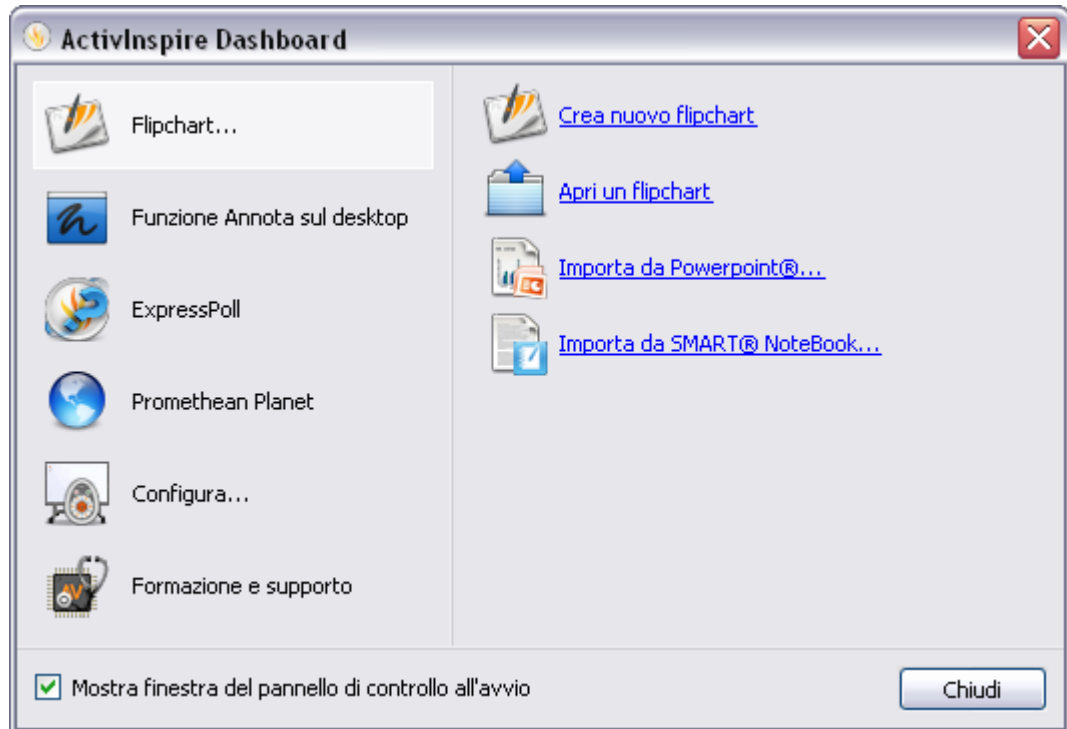 ActivInspire Dashboard
Flipchart...
Funzione Annota sul desktop
ExpressPoll
Promethean Planet
Configura...
Formazione e supporto
Crea nuovo flipchart
Apri un flipchart
Importa da Powerpoint®...
Importa da SMART® NoteBook...
Mostra finestra del pannello di controllo all'avvio
Chiudi